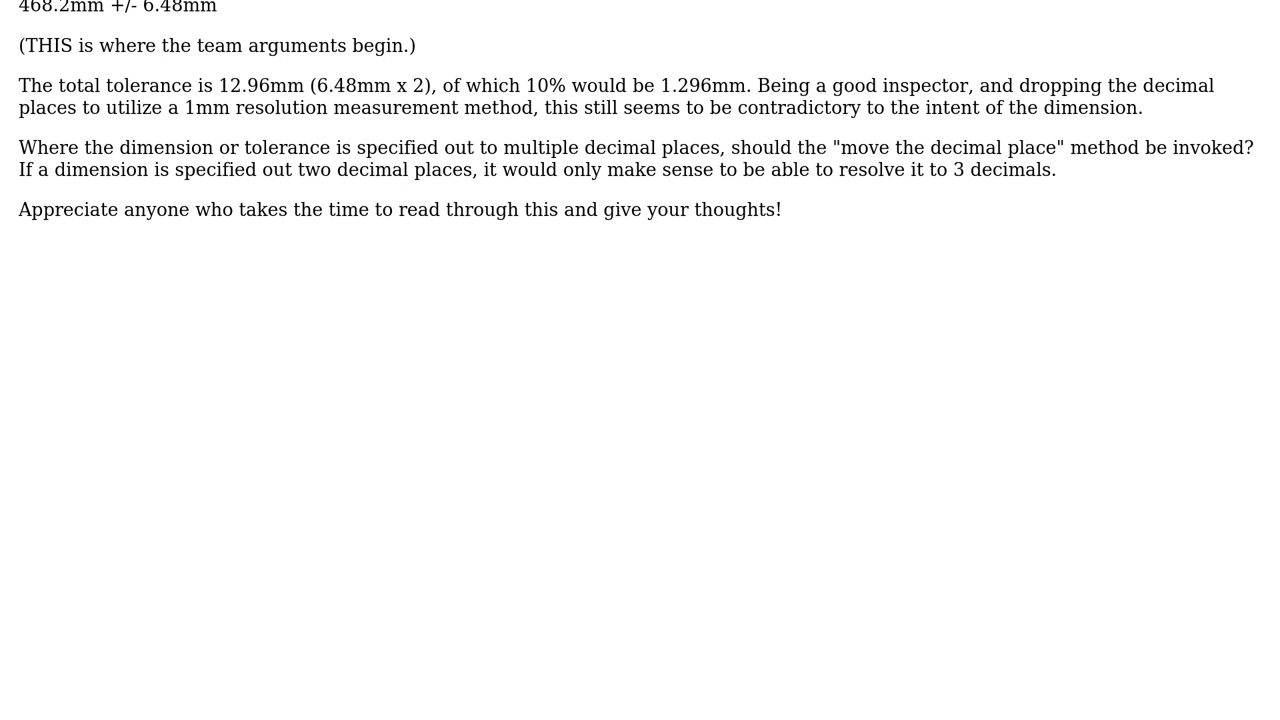 468.2mm +/- 6.48mm
(THIS is where the team arguments begin.)
The total tolerance is 12.96mm (6.48mm x 2), of which 10% would be 1.296mm. Being a good inspector, and dropping the decimal
places to utilize a 1mm resolution measurement method, this still seems to be contradictory to the intent of the dimension.
Where the dimension or tolerance is specified out to multiple decimal places, should the "move the decimal place" method be invoked?
If a dimension is specified out two decimal places, it would only make sense to be able to resolve it to 3 decimals.
Appreciate anyone who takes the time to read through this and give your thoughts!